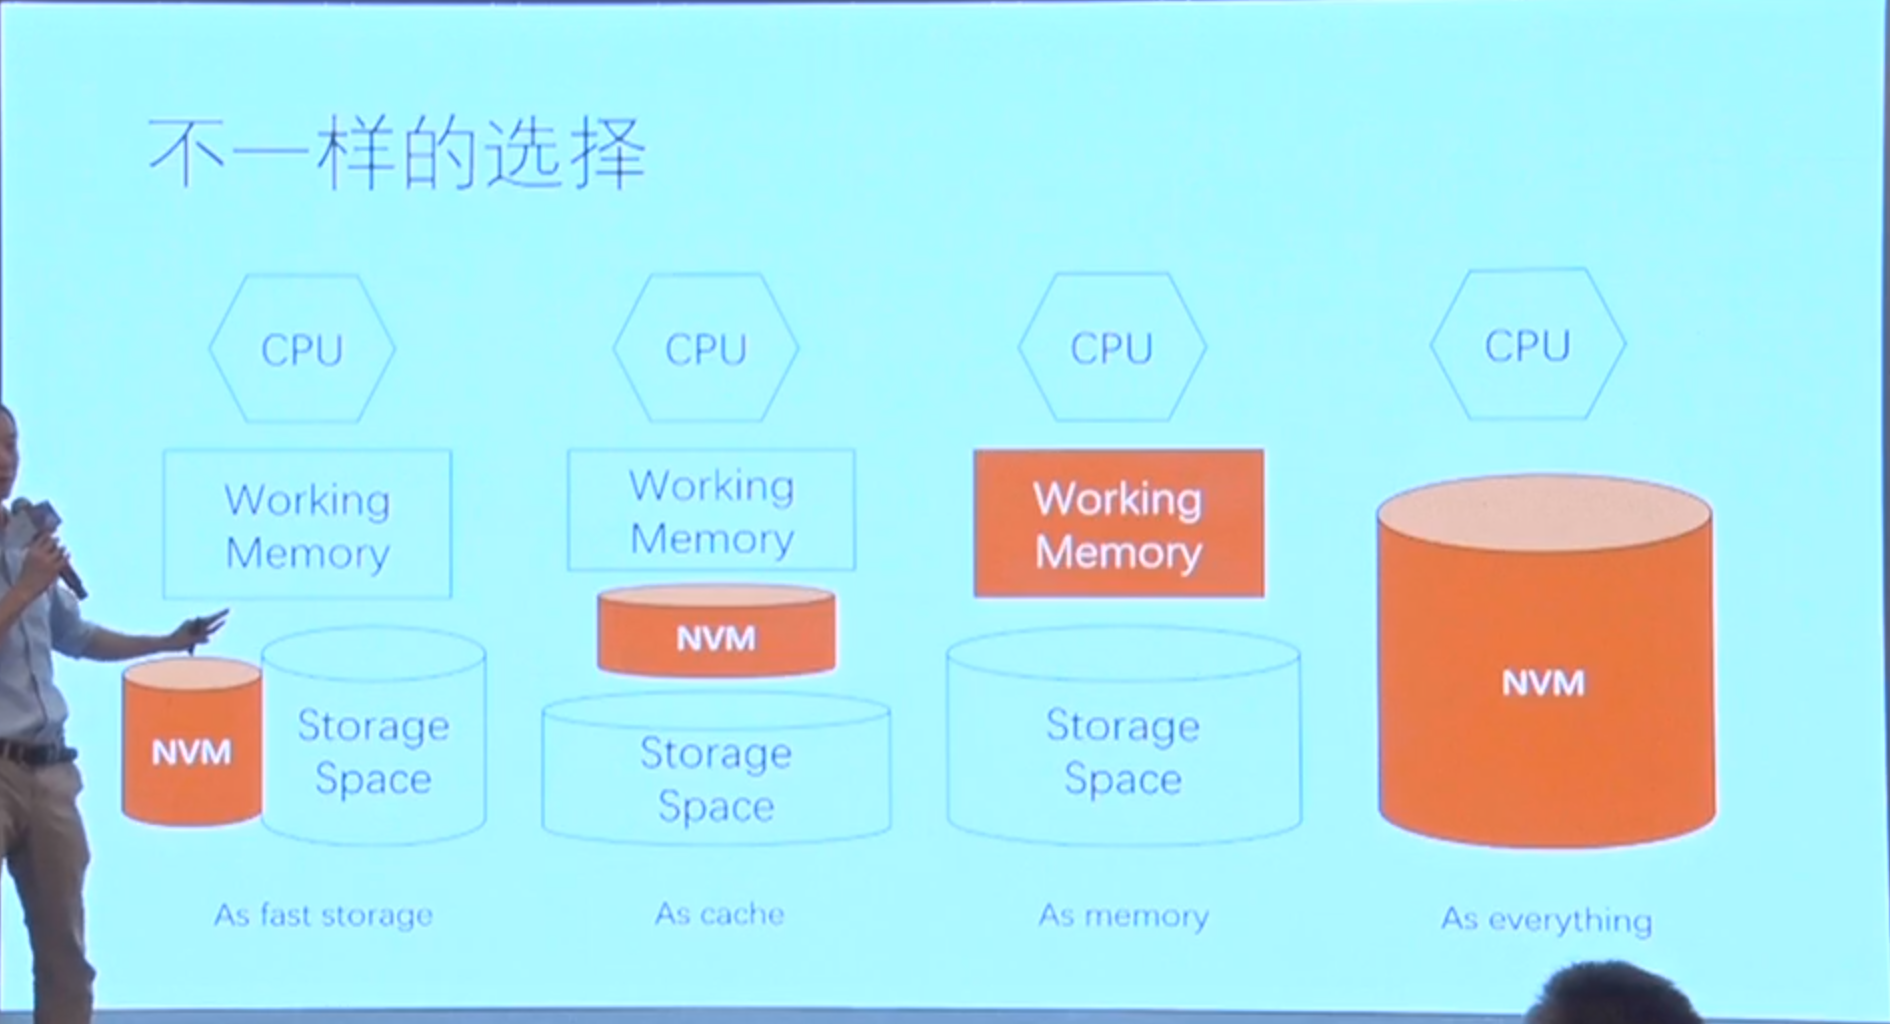 不一样的选择
CPU
Working
Memory
NVM
Storage
Space
As fast storage
CPU
Working
Memory
NVM
Storage
Space
As cache
CPU
Working
Memory
Storage
Space
As memory
CPU
NVM
As everything